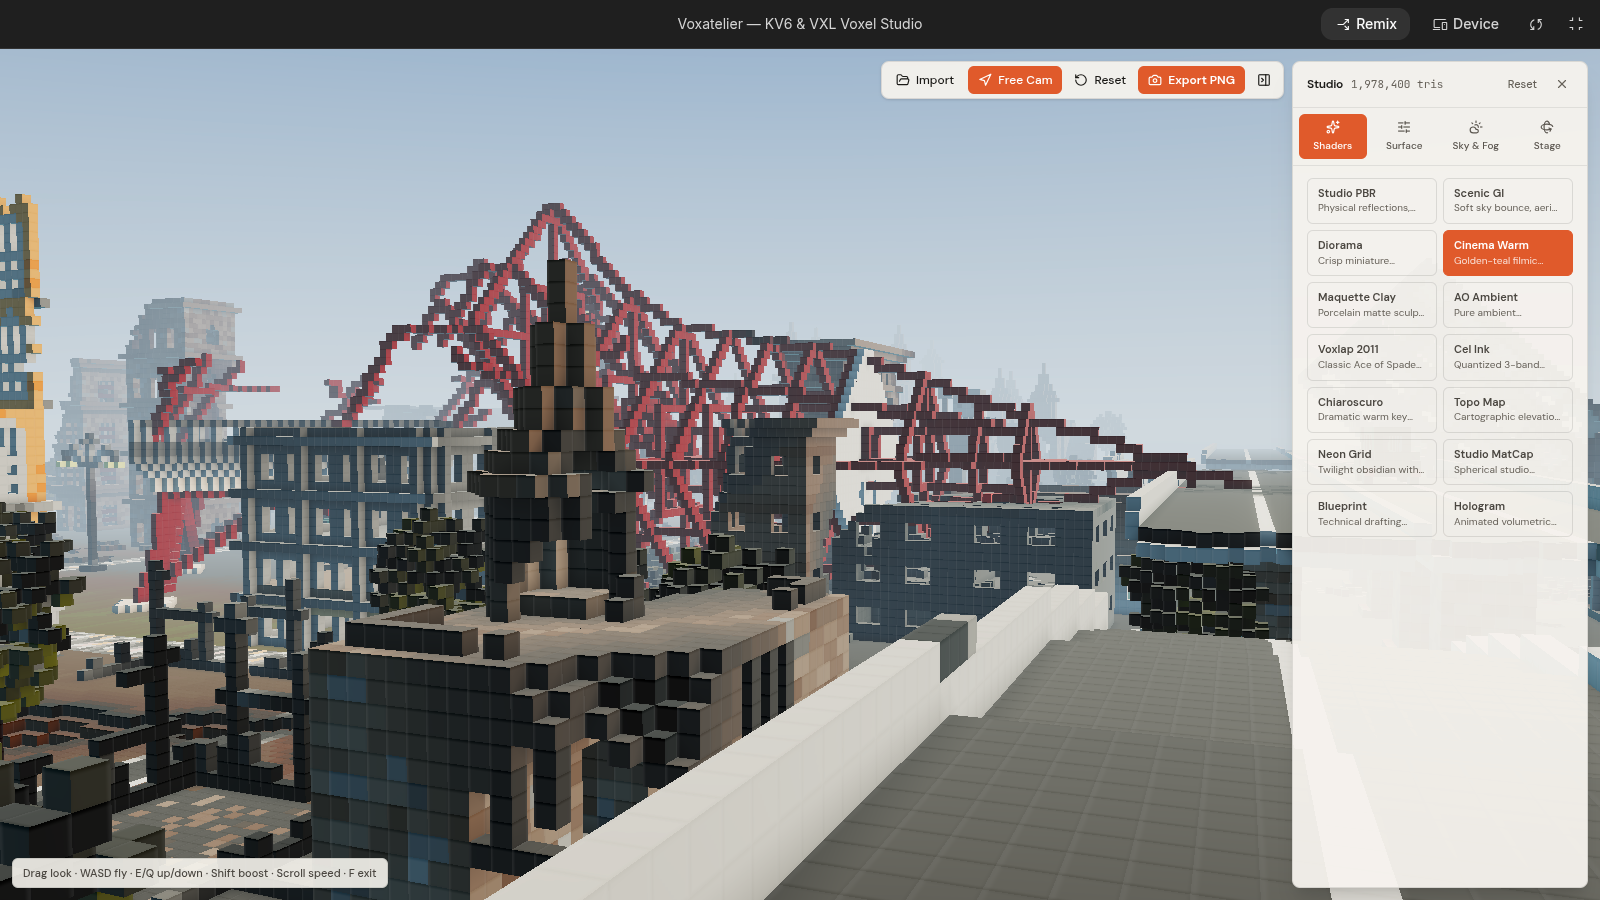 Voxatelier — KV6 & VXL Voxel Studio
Remix
Device
Import
Free Cam
Reset
Export PNG
Studio 1,978,400 tris
Reset
Shaders
Surface
Sky & Fog
Stage
Studio PBR
Physical reflections,...
Scenic GI
Soft sky bounce, aeri...
Diorama
Crisp miniature...
Cinema Warm
Golden-teal filmic...
Maquette Clay
Porcelain matte sculp...
AO Ambient
Pure ambient...
Voxlap 2011
Classic Ace of Spade...
Cel Ink
Quantized 3-band...
Chiaroscuro
Dramatic warm key...
Topo Map
Cartographic elevatio...
Neon Grid
Twilight obsidian with...
Studio MatCap
Spherical studio...
Blueprint
Technical drafting...
Hologram
Animated volumetric...
Drag look · WASD fly · E/Q up/down · Shift boost · Scroll speed · F exit